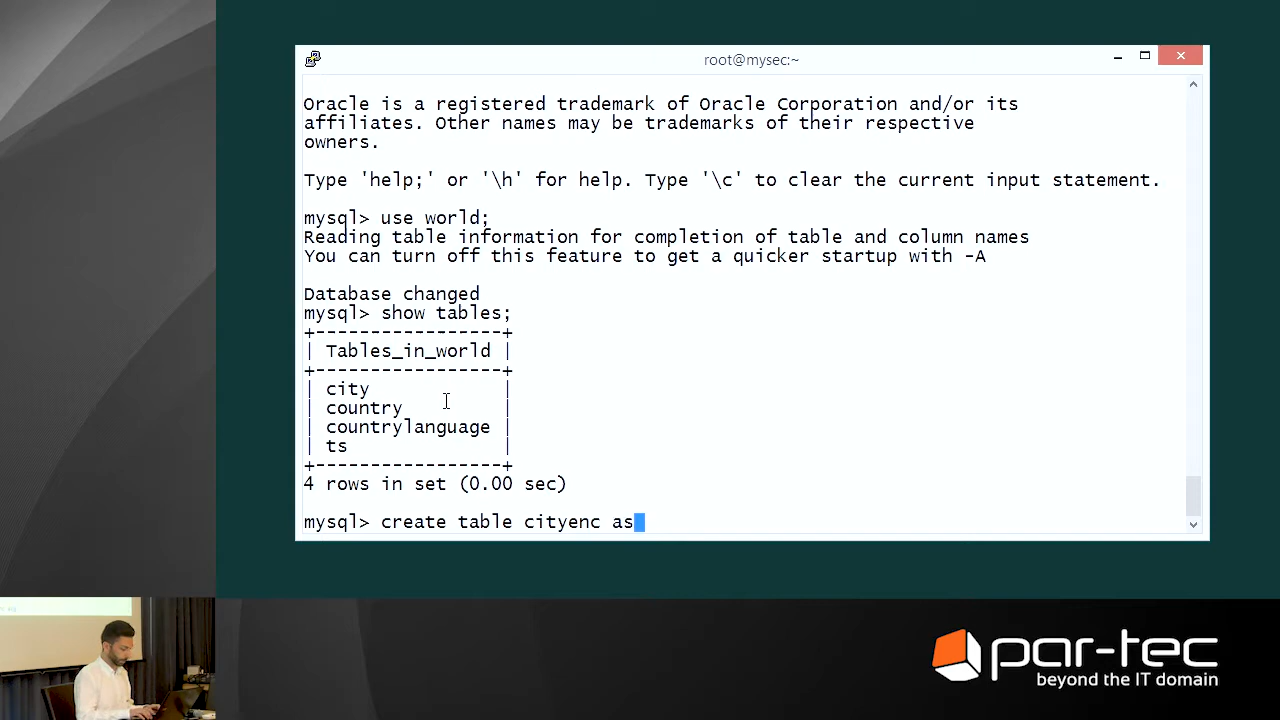 root@mysec:~
Oracle is a registered trademark of Oracle Corporation and/or its
affiliates. Other names may be trademarks of their respective
owners.
Type 'help;' or '\h' for help. Type '\c' to clear the current input statement.
mysql> use world;
Reading table information for completion of table and column names
You can turn off this feature to get a quicker startup with -A
Database changed
mysql> show tables;
+-----------------+
| Tables_in_world |
+-----------------+
| city            |
| country         |
| countrylanguage |
| ts              |
+-----------------+
4 rows in set (0.00 sec)
mysql> create table cityenc as
par-tec
beyond the IT domain